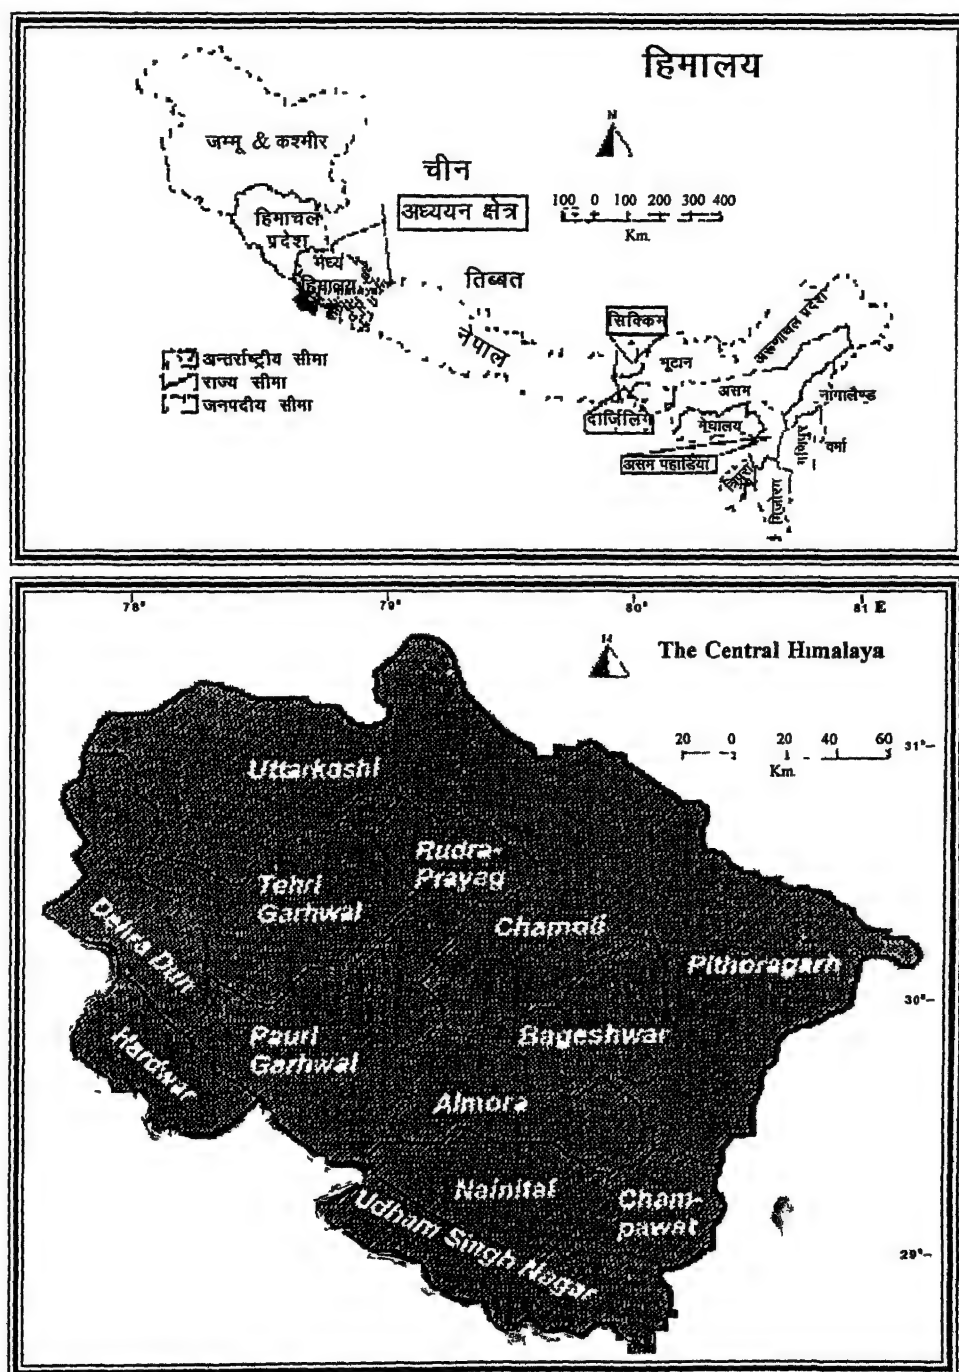 हिमालय
N
जम्मू & कश्मीर
चीन
अध्ययन क्षेत्र
100 0 100 200 300 400
Km.
हिमाचल
प्रदेश
मध्य
हिमालय
तिब्बत
नेपाल
सिक्किम
भूटान
अरूणाचल प्रदेश
अन्तर्राष्ट्रीय सीमा
राज्य सीमा
जनपदीय सीमा
असम
नागालैण्ड
दार्जिलिंग
मेघालय
मणिपुर
वर्मा
असम पहाडिया
त्रिपुरा
मिजोरम
78° 79° 80° 81 E
N
The Central Himalaya
20 0 20 40 60
Km.
31°
Uttarkashi
Rudra-
Prayag
Tehri
Garhwal
Chamoli
Dehra Dun
Pithoragarh
30°
Hardwar
Pauri
Garhwal
Bageshwar
Almora
Nainital
Cham-
pawat
Udham Singh Nagar
29°